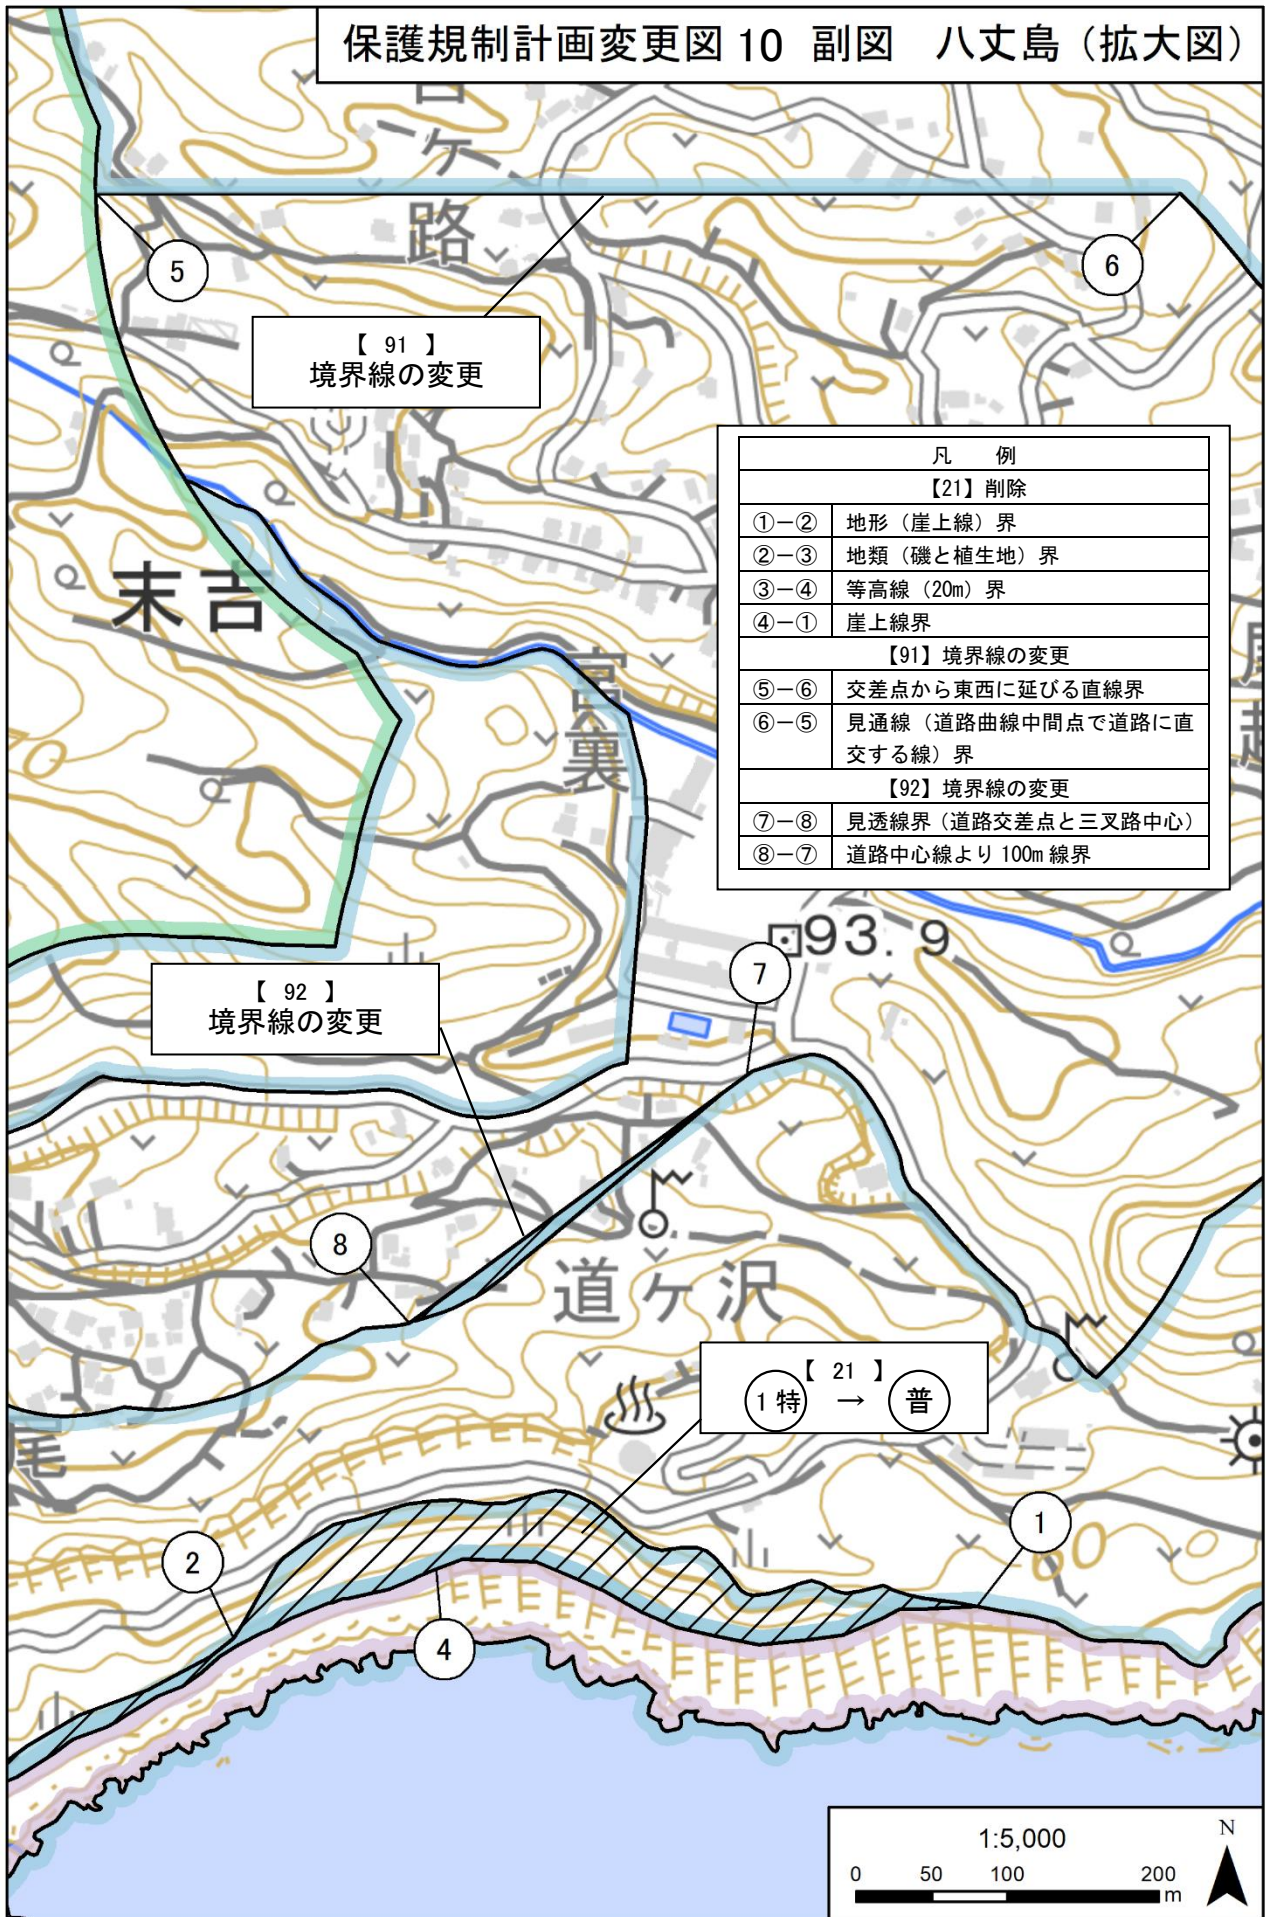 保護規制計画変更図 10 副図　八丈島（拡大図）
ケ
路
5
6
【 91 】
境界線の変更
凡　例
【21】削除
①－② 地形（崖上線）界
②－③ 地類（磯と植生地）界
③－④ 等高線（20m）界
④－① 崖上線界
【91】境界線の変更
⑤－⑥ 交差点から東西に延びる直線界
⑥－⑤ 見通線（道路曲線中間点で道路に直
交する線）界
【92】境界線の変更
⑦－⑧ 見透線界（道路交差点と三叉路中心）
⑧－⑦ 道路中心線より 100m 線界
末吉
宮裏
93.9
7
【 92 】
境界線の変更
8
道ケ沢
【 21 】
1特 → 普
尾
1
60
2
4
1:5,000
N
0 50 100 200
m